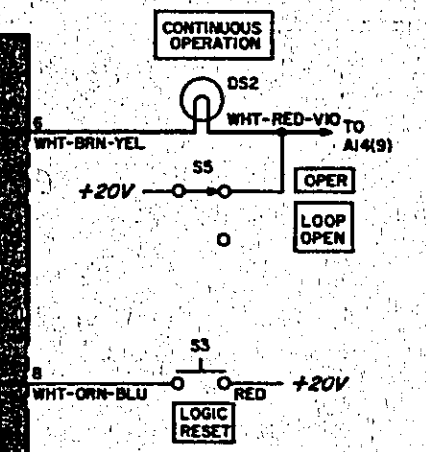 CONTINUOUS
OPERATION
DS2
6
WHT-BRN-YEL
WHT-RED-VIO
TO
A14(9)
S5
+20V
OPER
LOOP
OPEN
S3
8
WHT-ORN-BLU
RED
+20V
LOGIC
RESET